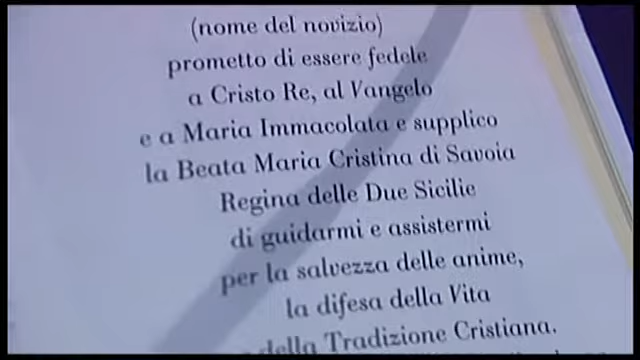 (nome del novizio)
prometto di essere fedele
a Cristo Re, al Vangelo
e a Maria Immacolata e supplico
la Beata Maria Cristina di Savoia
Regina delle Due Sicilie
di guidarmi e assistermi
per la salvezza delle anime,
la difesa della Vita
della Tradizione Cristiana.